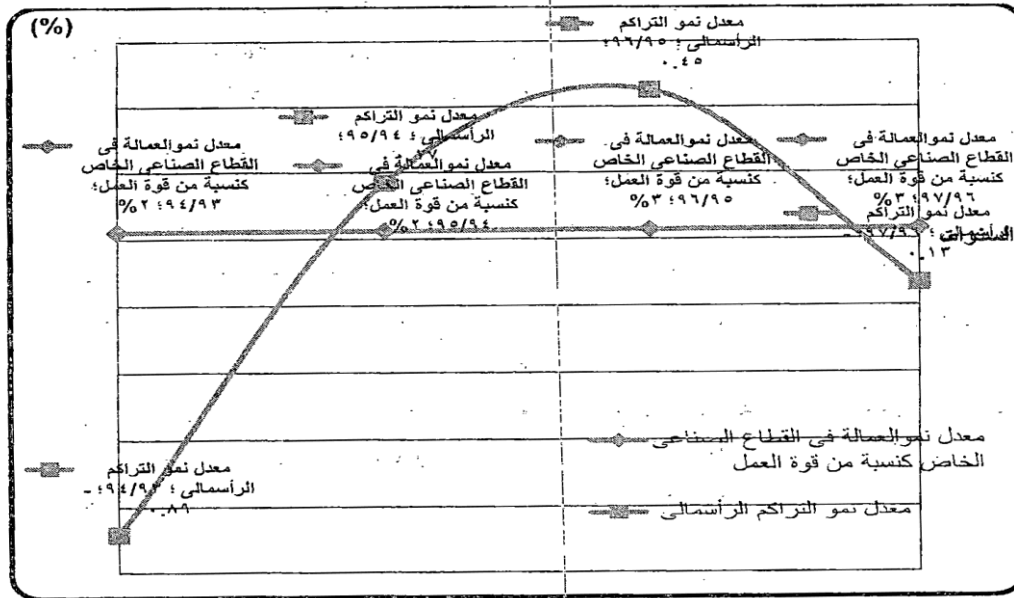 (%)
معدل نمو التراكم
الرأسمالى ؛ ٩٦/٩٥؛
٠.٤٥
معدل نمو التراكم
الرأسمالى ؛ ٩٥/٩٤؛
معدل نموالعمالة فى
القطاع الصناعى الخاص
كنسبة من قوة العمل؛
٩٤/٩٣؛ ٢%
معدل نموالعمالة فى
القطاع الصناعى الخاص
كنسبة من قوة العمل؛
٩٥/٩٤؛ ٢%
معدل نموالعمالة فى
القطاع الصناعى الخاص
كنسبة من قوة العمل؛
٩٦/٩٥؛ ٣%
معدل نموالعمالة فى
القطاع الصناعى الخاص
كنسبة من قوة العمل؛
٩٧/٩٦؛ ٣%
معدل نمو التراكم
الرأسمالى ؛
٠.١٣
السنوات
معدل نمو التراكم
الرأسمالى ؛ ٩٤/٩٣؛ -
٠.٨٩
معدل نموالعمالة فى القطاع الصناعى
الخاص كنسبة من قوة العمل
معدل نمو التراكم الرأسمالى